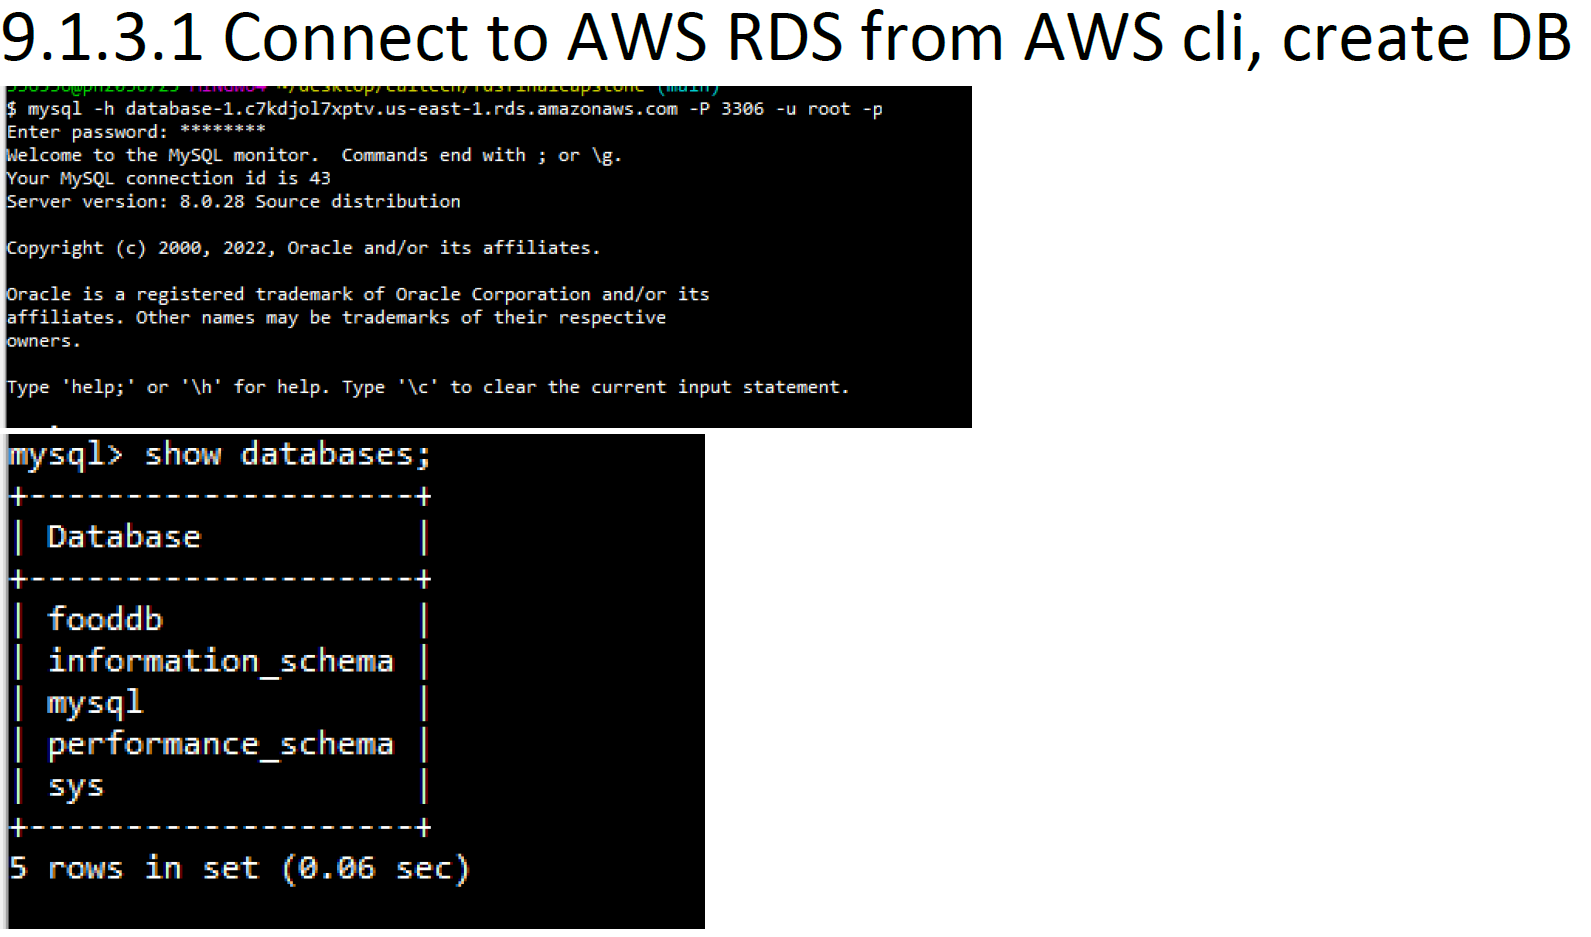 9.1.3.1 Connect to AWS RDS from AWS cli, create DB
$ mysql -h database-1.c7kdjol7xptv.us-east-1.rds.amazonaws.com -P 3306 -u root -p
Enter password: ********
Welcome to the MySQL monitor.  Commands end with ; or \g.
Your MySQL connection id is 43
Server version: 8.0.28 Source distribution
Copyright (c) 2000, 2022, Oracle and/or its affiliates.
Oracle is a registered trademark of Oracle Corporation and/or its
affiliates. Other names may be trademarks of their respective
owners.
Type 'help;' or '\h' for help. Type '\c' to clear the current input statement.
mysql> show databases;
+--------------------+
| Database           |
+--------------------+
| fooddb             |
| information_schema |
| mysql              |
| performance_schema |
| sys                |
+--------------------+
5 rows in set (0.06 sec)